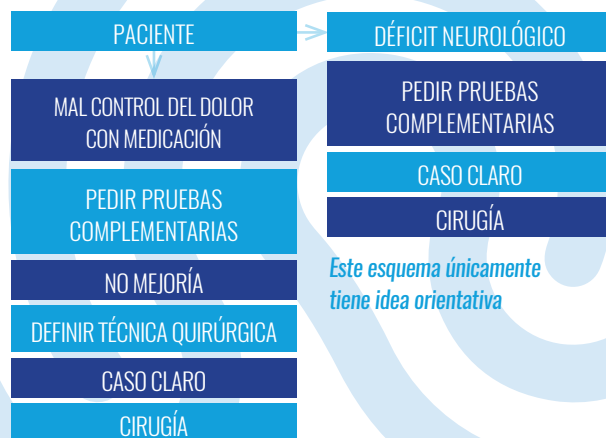 PACIENTE
MAL CONTROL DEL DOLOR
CON MEDICACIÓN
PEDIR PRUEBAS
COMPLEMENTARIAS
NO MEJORÍA
DEFINIR TÉCNICA QUIRÚRGICA
CASO CLARO
CIRUGÍA
DÉFICIT NEUROLÓGICO
PEDIR PRUEBAS
COMPLEMENTARIAS
CASO CLARO
CIRUGÍA
Este esquema únicamente
tiene idea orientativa